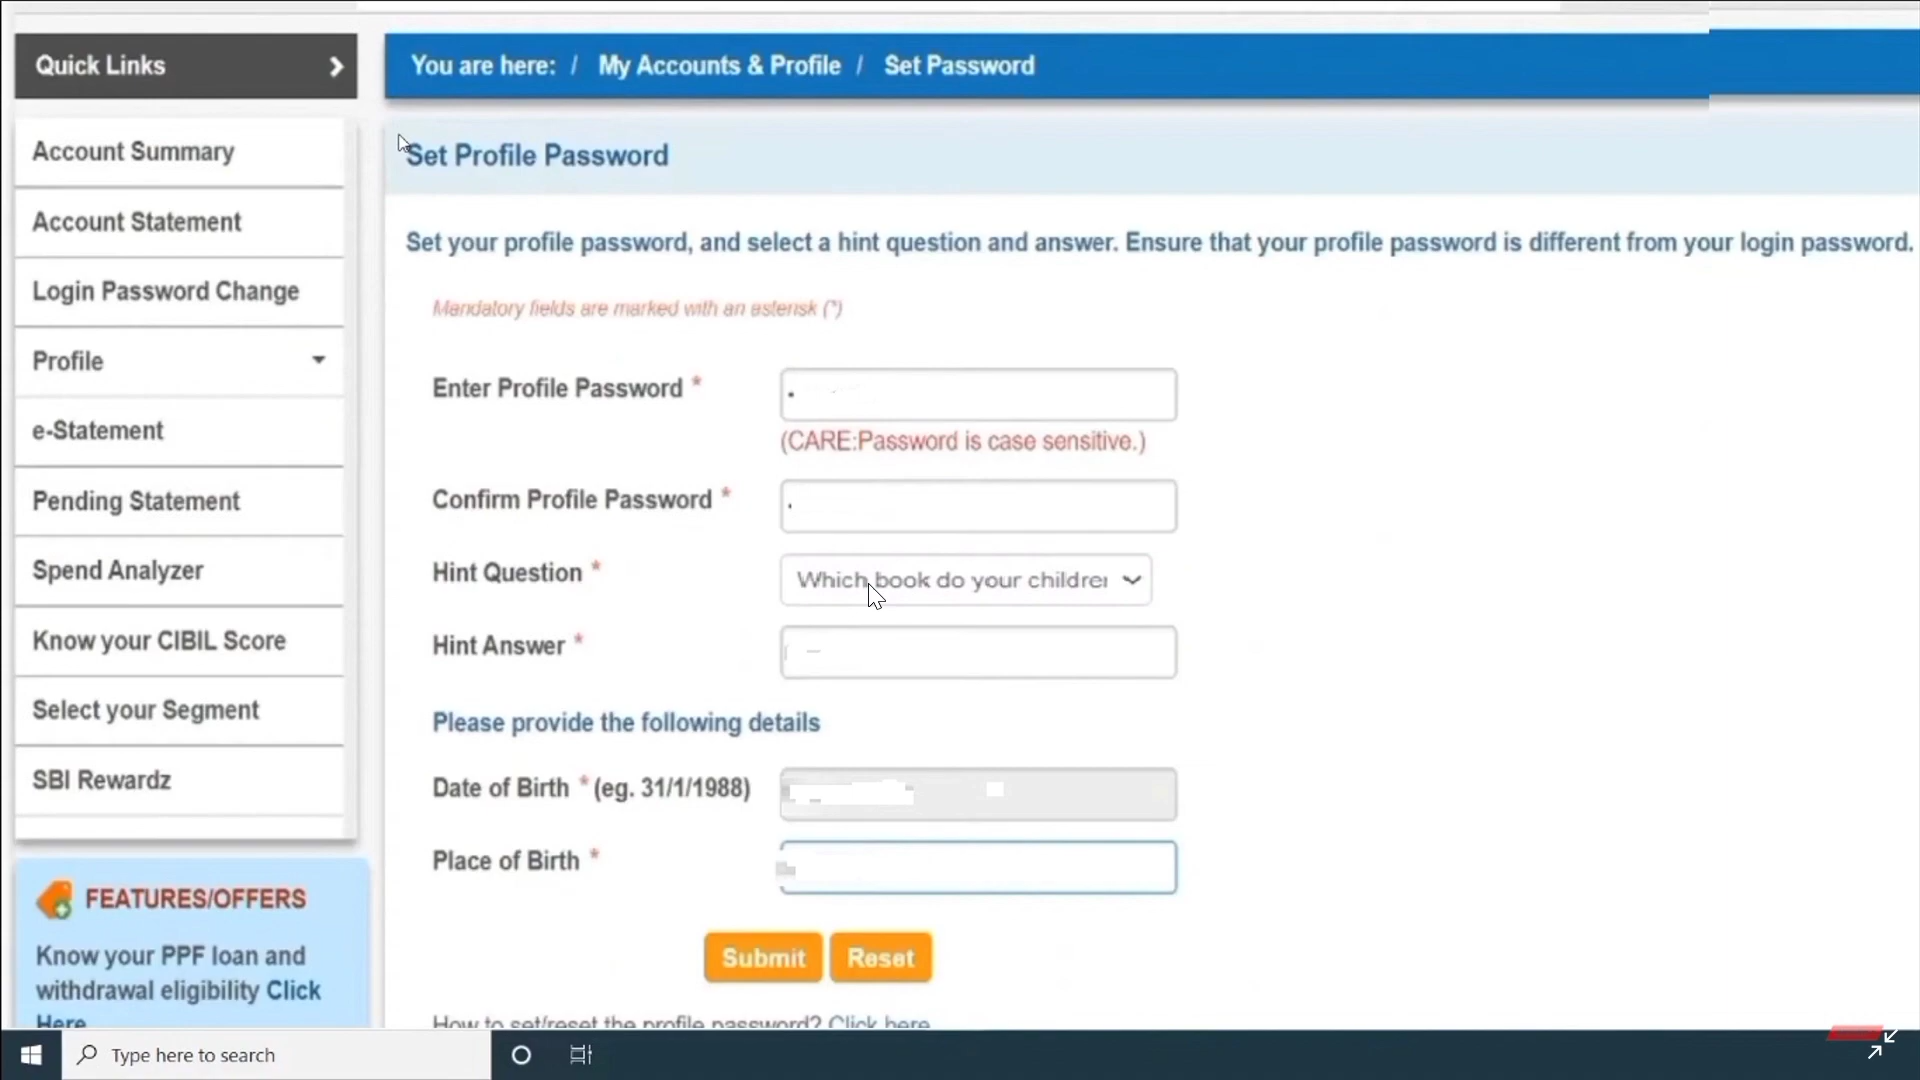 Quick Links
You are here: / My Accounts & Profile / Set Password
Account Summary
Account Statement
Login Password Change
Profile
e-Statement
Pending Statement
Spend Analyzer
Know your CIBIL Score
Select your Segment
SBI Rewardz
FEATURES/OFFERS
Know your PPF loan and
withdrawal eligibility Click
Here
Set Profile Password
Set your profile password, and select a hint question and answer. Ensure that your profile password is different from your login password.
Mandatory fields are marked with an asterisk (*)
Enter Profile Password *
(CARE:Password is case sensitive.)
Confirm Profile Password *
Hint Question * Which book do your children
Hint Answer *
Please provide the following details
Date of Birth * (eg. 31/1/1988)
Place of Birth *
Submit Reset
How to set/reset the profile password? Click here
Type here to search